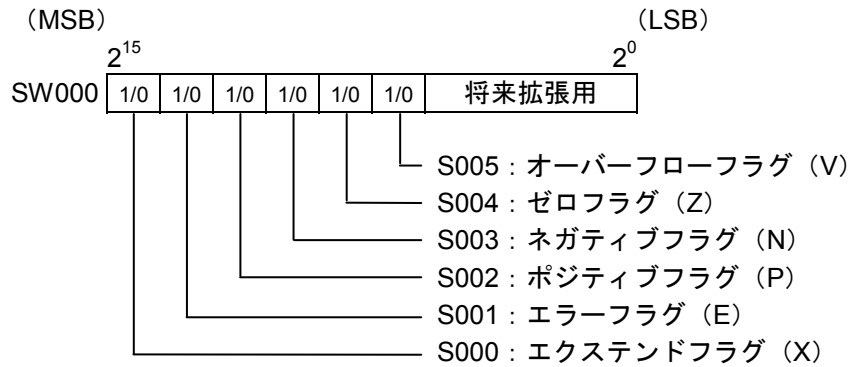 （MSB） （LSB）
2^15 2^0
SW000 1/0 1/0 1/0 1/0 1/0 1/0 将来拡張用
S005：オーバーフローフラグ（V）
S004：ゼロフラグ（Z）
S003：ネガティブフラグ（N）
S002：ポジティブフラグ（P）
S001：エラーフラグ（E）
S000：エクステンドフラグ（X）